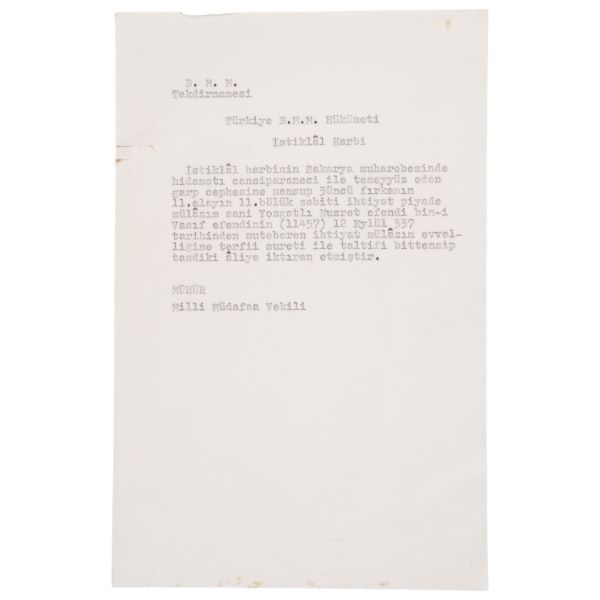 B. M. M.
Takdirnamesi
Türkiye B.M.M. Hükümeti
İstiklâl Harbi
İstiklâl harbinin Sakarya muharebesinde
hidamatı cansiparanesi ile temeyyüz eden
garp cephesine mensup 3üncü fırkanın
11.alayın 11.bölük zabiti ihtiyat piyade
mülâzım sani Yozgatlı Nusret efendi bin-i
Vasıf efendinin (11457) 12 Eylül 337
tarihinden muteberen ihtiyat mülâzım evvel-
liğine terfii sureti ile taltifi bittensip
tasdiki âliye iktiran etmiştir.
MÜHÜR
Milli Müdafaa Vekili